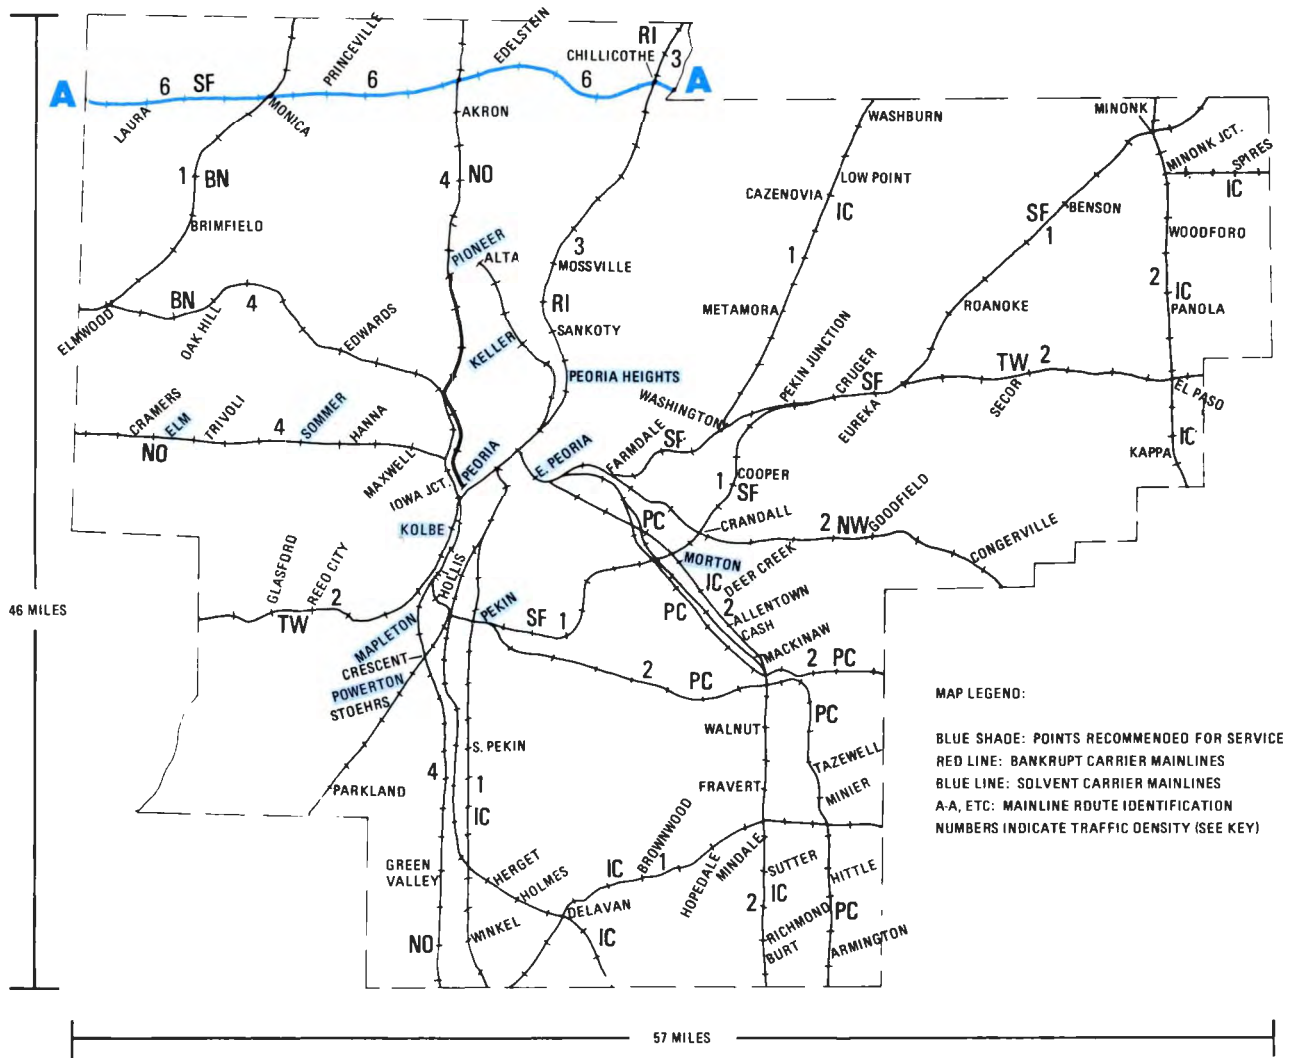 PRINCEVILLE
EDELSTEIN
RI
CHILLICOTHE
3
A
6 SF
6
6
A
LAURA
MONICA
AKRON
WASHBURN
MINONK
MINONK JCT.
SPIRES
IC
1 BN
4 NO
LOW POINT
CAZENOVIA
IC
SF
1
BENSON
BRIMFIELD
PIONEER
ALTA
3
MOSSVILLE
1
WOODFORD
2
IC
PANOLA
BN
4
OAK HILL
ELMWOOD
EDWARDS
RI
SANKOTY
METAMORA
ROANOKE
KELLER
PEORIA HEIGHTS
PEKIN JUNCTION
CRUGER
SF
TW 2
SECOR
EUREKA
EL PASO
CRAMERS
ELM
TRIVOLI
4
SOMMER
HANNA
NO
MAXWELL
IOWA JCT.
PEORIA
E. PEORIA
FARMDALE
SF
WASHINGTON
IC
KAPPA
1
COOPER
SF
KOLBE
PC
CRANDALL
2 NW
GOODFIELD
CONGERVILLE
GLASFORD
REED CITY
2
TW
HOLLIS
PEKIN
SF 1
MORTON
IC
DEER CREEK
PC
2
ALLENTOWN
CASH
MACKINAW
46 MILES
MAPLETON
CRESCENT
POWERTON
STOEHRS
2
PC
2 PC
MAP LEGEND:
BLUE SHADE: POINTS RECOMMENDED FOR SERVICE
RED LINE: BANKRUPT CARRIER MAINLINES
BLUE LINE: SOLVENT CARRIER MAINLINES
A-A, ETC: MAINLINE ROUTE IDENTIFICATION
NUMBERS INDICATE TRAFFIC DENSITY (SEE KEY)
WALNUT
PC
S. PEKIN
4
1
IC
PARKLAND
FRAVERT
TAZEWELL
MINIER
GREEN
VALLEY
HERGET
HOLMES
IC
BROWNWOOD
1
HOPEDALE
MINDALE
SUTTER
IC
2
HITTLE
DELAVAN
IC
NO
WINKEL
RICHMOND
BURT
PC
ARMINGTON
57 MILES